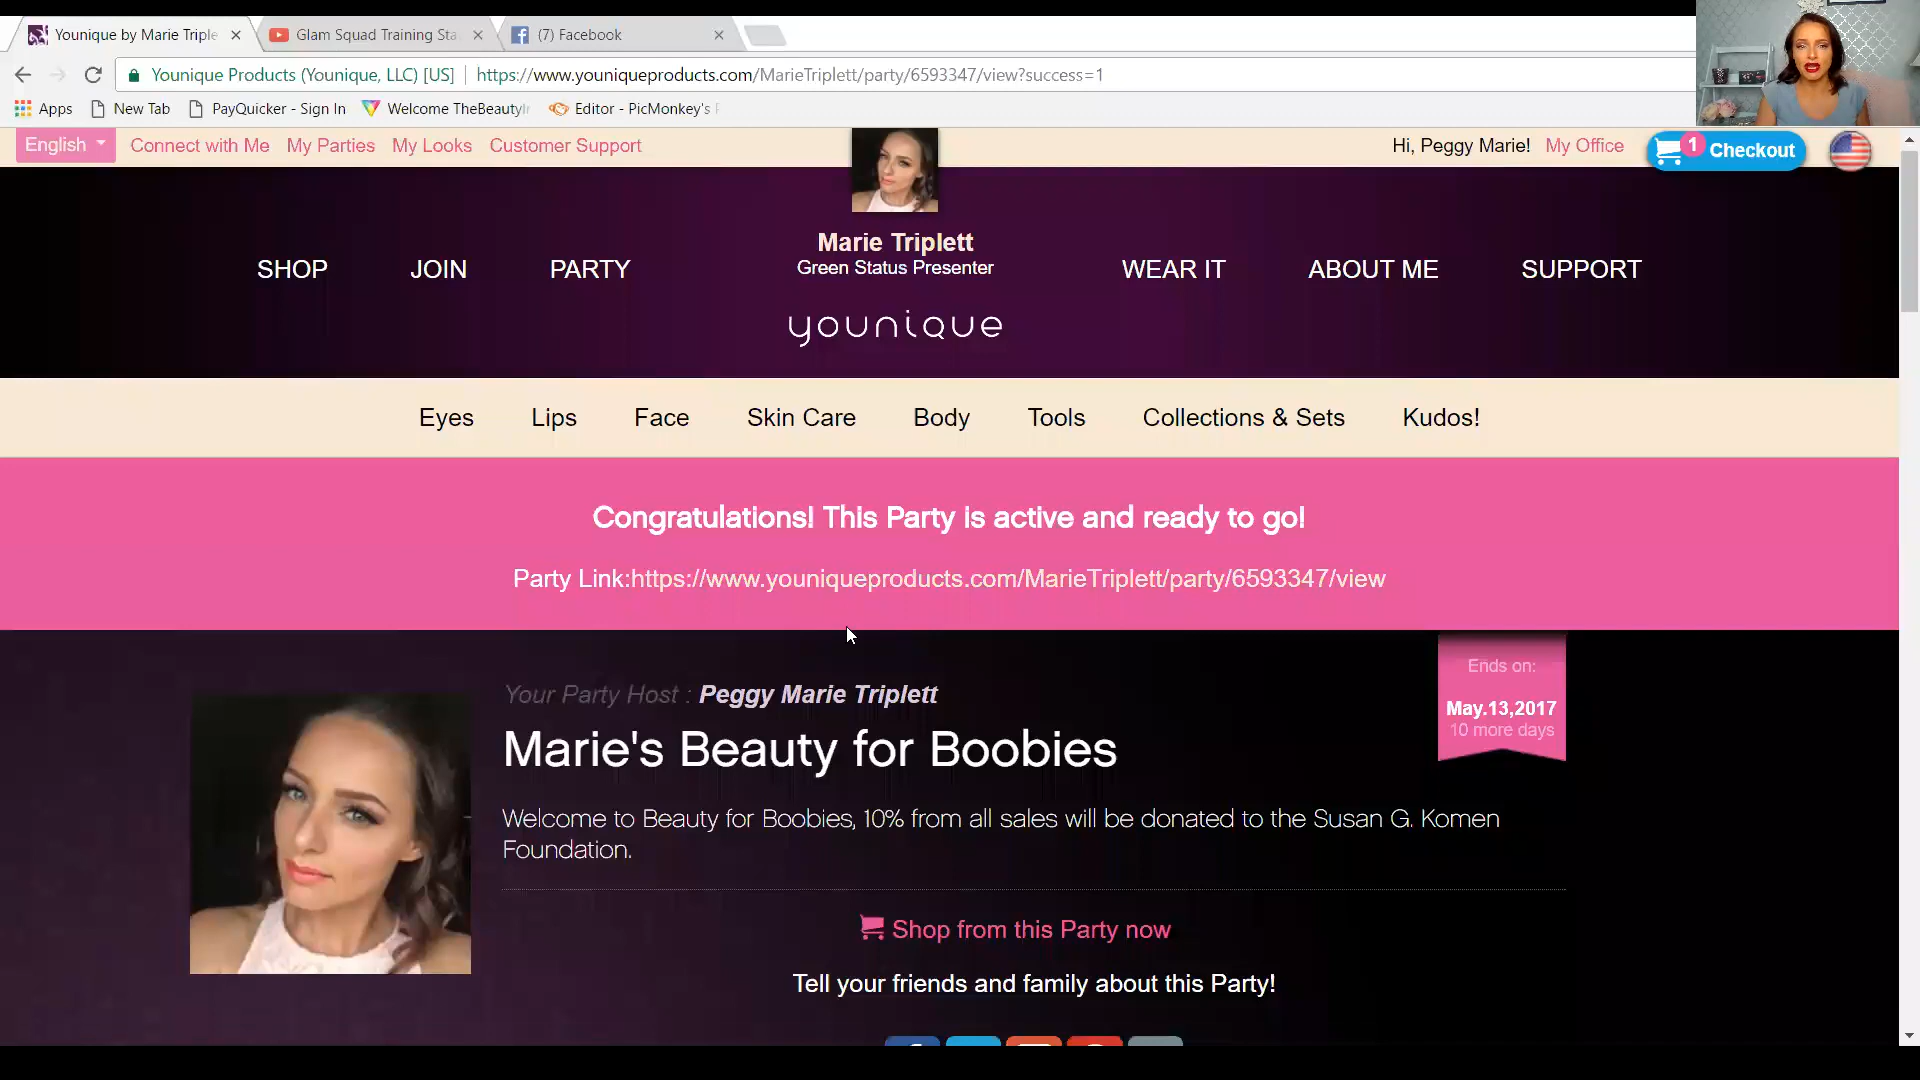 Younique by Marie Triple
Glam Squad Training Sta
(7) Facebook
Younique Products (Younique, LLC) [US]
https://www.youniqueproducts.com/MarieTriplett/party/6593347/view?success=1
Apps
New Tab
PayQuicker - Sign In
Welcome TheBeautyI
Editor - PicMonkey's F
English
Connect with Me
My Parties
My Looks
Customer Support
Hi, Peggy Marie!
My Office
1
Checkout
SHOP
JOIN
PARTY
Marie Triplett
Green Status Presenter
younique
WEAR IT
ABOUT ME
SUPPORT
Eyes
Lips
Face
Skin Care
Body
Tools
Collections & Sets
Kudos!
Congratulations! This Party is active and ready to go!
Party Link:https://www.youniqueproducts.com/MarieTriplett/party/6593347/view
Ends on:
May.13,2017
10 more days
Your Party Host : Peggy Marie Triplett
Marie's Beauty for Boobies
Welcome to Beauty for Boobies, 10% from all sales will be donated to the Susan G. Komen
Foundation.
Shop from this Party now
Tell your friends and family about this Party!